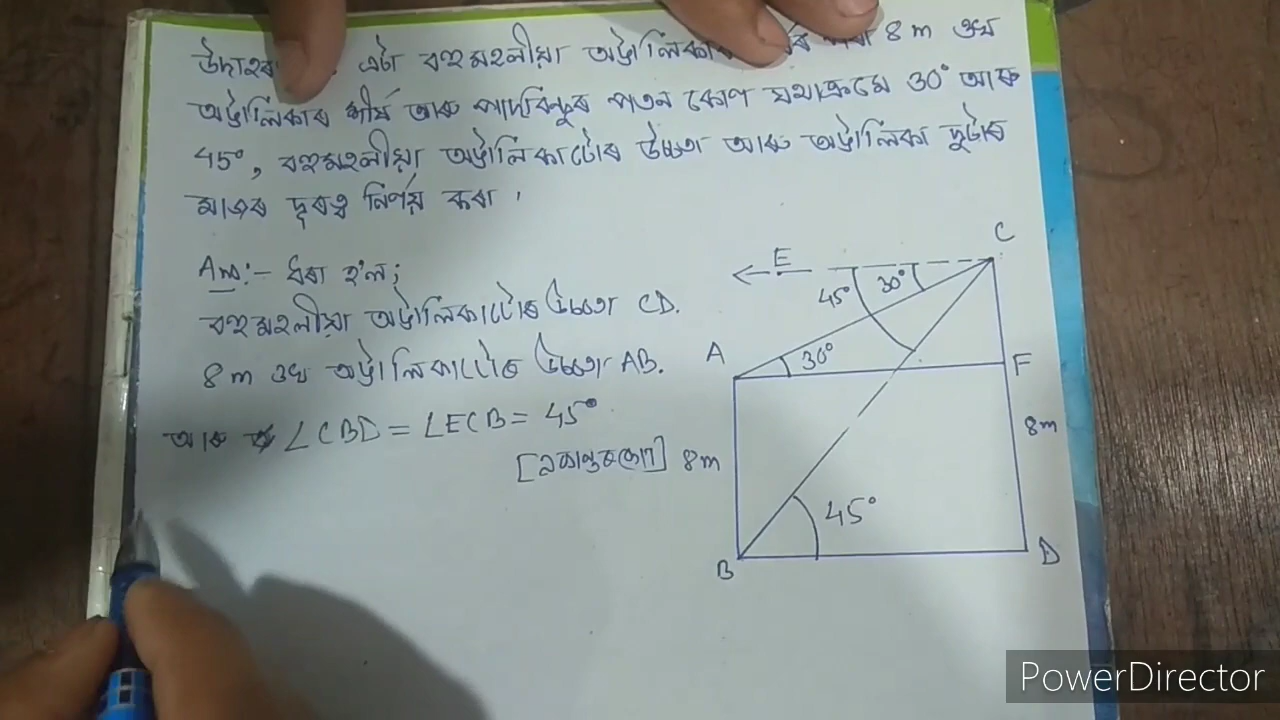 এটা বহুমহলীয়া অট্টালিকাৰ পৰা 8 m ওখ
অট্টালিকাৰ শীৰ্ষ আৰু পাদবিন্দুৰ পতন কোণ যথাক্ৰমে 30° আৰু
45°, বহুমহলীয়া অট্টালিকাটোৰ উচ্চতা আৰু অট্টালিকা দুটাৰ
মাজৰ দূৰত্ব নিৰ্ণয় কৰা ।
Ans:- ধৰা হ'ল;
বহুমহলীয়া অট্টালিকাটোৰ উচ্চতা CD.
8 m ওখ অট্টালিকাটোৰ উচ্চতা AB.
আৰু ∠CBD = ∠ECB = 45°
[একান্তৰকোণ]
C
E
45° 30°
A 30° F
8m
8m
45°
B D
PowerDirector